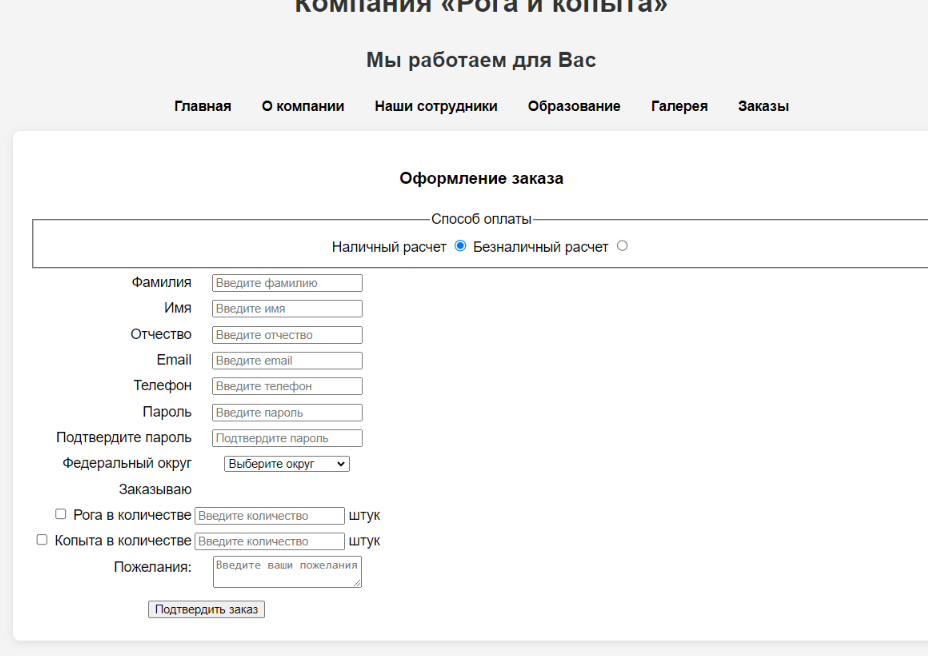 Компания «Рога и копыта»
Мы работаем для Вас
Главная О компании Наши сотрудники Образование Галерея Заказы
Оформление заказа
Способ оплаты
Наличный расчет Безналичный расчет
Фамилия Введите фамилию
Имя Введите имя
Отчество Введите отчество
Email Введите email
Телефон Введите телефон
Пароль Введите пароль
Подтвердите пароль Подтвердите пароль
Федеральный округ Выберите округ
Заказываю
Рога в количестве Введите количество штук
Копыта в количестве Введите количество штук
Пожелания: Введите ваши пожелания
Подтвердить заказ